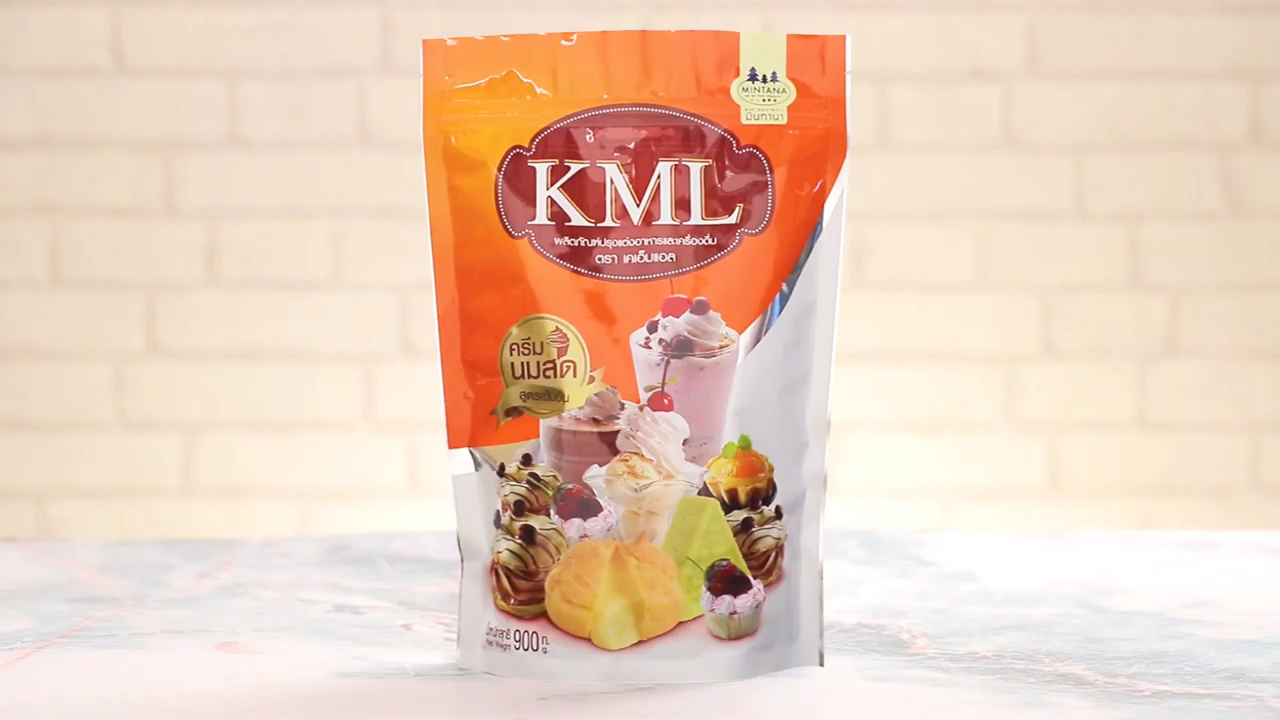 MINTANA
มินทานา
KML
ผลิตภัณฑ์ปรุงแต่งอาหารและเครื่องดื่ม
ตรา เคเอ็มแอล
ครีม
นมสด
สูตรเข้มข้น
น้ำหนักสุทธิ 900 ก.
Net Weight g.